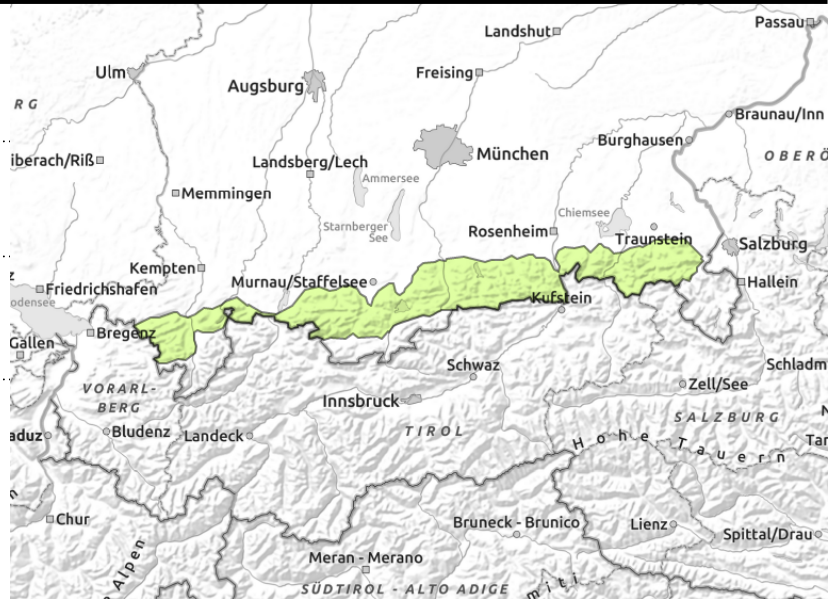 Passau
Landshut
Ulm
Augsburg
Freising
RG
Braunau/Inn
Burghausen
iberach/Riß
Landsberg/Lech
München
OBERÖ
Ammersee
Memmingen
Starnberger
See
Chiemsee
Rosenheim
Traunstein
Salzburg
Kempten
Murnau/Staffelsee
Hallein
Friedrichshafen
odensee
Kufstein
Bregenz
Gallen
Schwaz
Schladm
VORARL-
BERG
Zell/See
Innsbruck
SALZBURG
TIROL
aduz
Bludenz
Landeck
Hohe Tauern
Tar
Chur
Bruneck - Brunico
Lienz
Spittal/Drau
Alpen
Meran - Merano
SÜDTIROL - ALTO ADIGE
miti